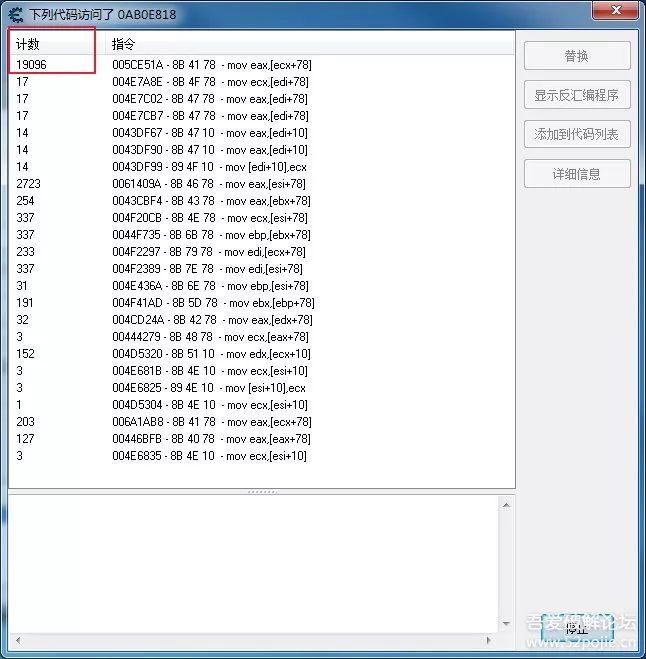 下列代码访问了 0AB0E818
计数 指令
19096 005CE51A - 8B 41 78 - mov eax,[ecx+78]
17 004E7A8E - 8B 4F 78 - mov ecx,[edi+78]
17 004E7C02 - 8B 47 78 - mov eax,[edi+78]
17 004E7CB7 - 8B 47 78 - mov eax,[edi+78]
14 0043DF67 - 8B 47 10 - mov eax,[edi+10]
14 0043DF90 - 8B 47 10 - mov eax,[edi+10]
14 0043DF99 - 89 4F 10 - mov [edi+10],ecx
2723 0061409A - 8B 46 78 - mov eax,[esi+78]
254 0043CBF4 - 8B 43 78 - mov eax,[ebx+78]
337 004F20CB - 8B 4E 78 - mov ecx,[esi+78]
337 0044F735 - 8B 6B 78 - mov ebp,[ebx+78]
233 004F2297 - 8B 79 78 - mov edi,[ecx+78]
337 004F2389 - 8B 7E 78 - mov edi,[esi+78]
31 004E436A - 8B 6E 78 - mov ebp,[esi+78]
191 004F41AD - 8B 5D 78 - mov ebx,[ebp+78]
32 004CD24A - 8B 42 78 - mov eax,[edx+78]
3 00444279 - 8B 48 78 - mov ecx,[eax+78]
152 004D5320 - 8B 51 10 - mov edx,[ecx+10]
3 004E681B - 8B 4E 10 - mov ecx,[esi+10]
3 004E6825 - 89 4E 10 - mov [esi+10],ecx
1 004D5304 - 8B 4E 10 - mov ecx,[esi+10]
203 006A1AB8 - 8B 41 78 - mov eax,[ecx+78]
127 00446BFB - 8B 40 78 - mov eax,[eax+78]
3 004E6835 - 8B 4E 10 - mov ecx,[esi+10]
替换
显示反汇编程序
添加到代码列表
详细信息
停止
吾爱破解论坛
www.52pojie.cn